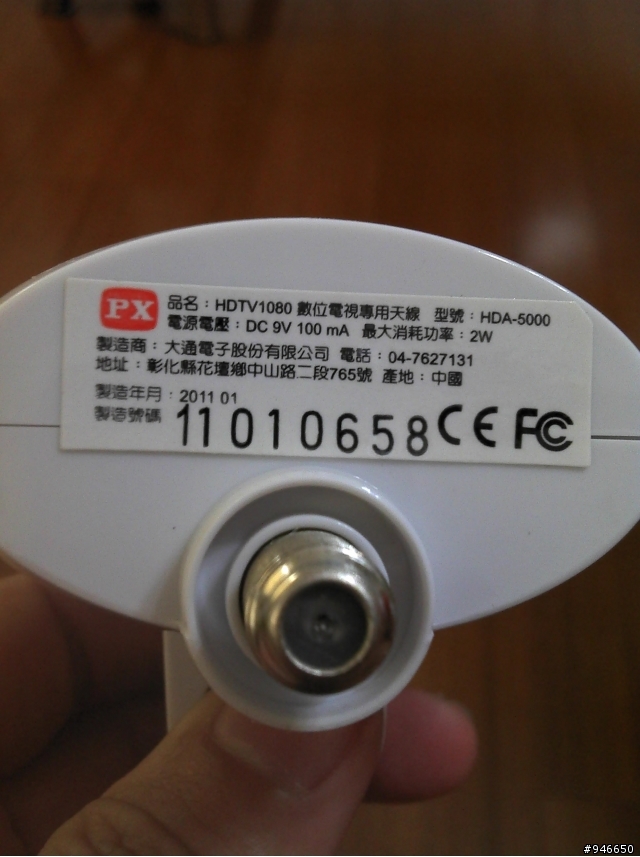 PX
品名：HDTV1080 數位電視專用天線 型號：HDA-5000
電源電壓：DC 9V 100 mA 最大消耗功率：2W
製造商：大通電子股份有限公司 電話：04-7627131
地址：彰化縣花壇鄉中山路二段765號 產地：中國
製造年月：2011 01
製造號碼 11010658 CE FC
#946650